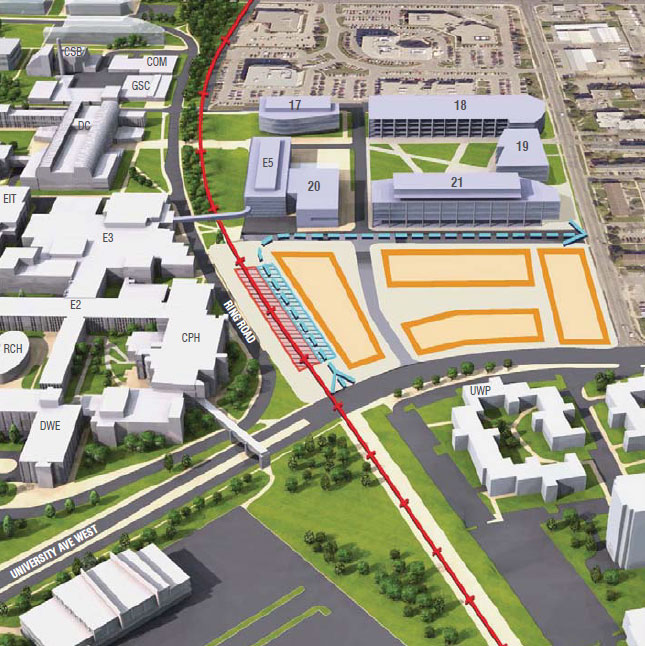 CSB
COM
GSC
DC
17
18
19
E5
20
21
EIT
E3
E2
RING ROAD
CPH
RCH
DWE
UWP
UNIVERSITY AVE WEST